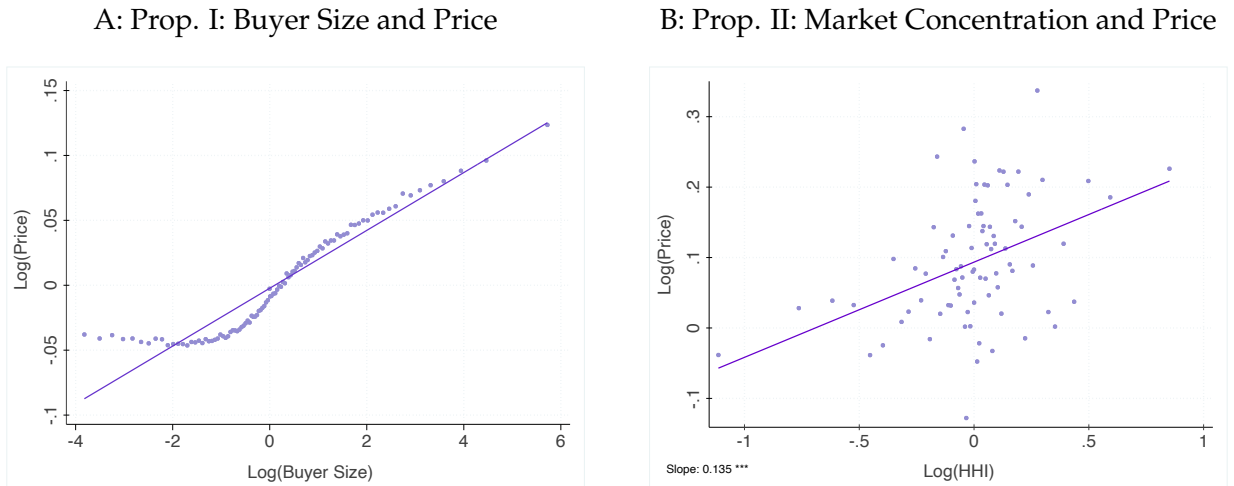 A: Prop. I: Buyer Size and Price
Log(Price)
.15
.1
.05
0
-.05
-.1
-4 -2 0 2 4 6
Log(Buyer Size)
B: Prop. II: Market Concentration and Price
Log(Price)
.3
.2
.1
0
-.1
-1 -.5 0 .5 1
Slope: 0.135 *** Log(HHI)